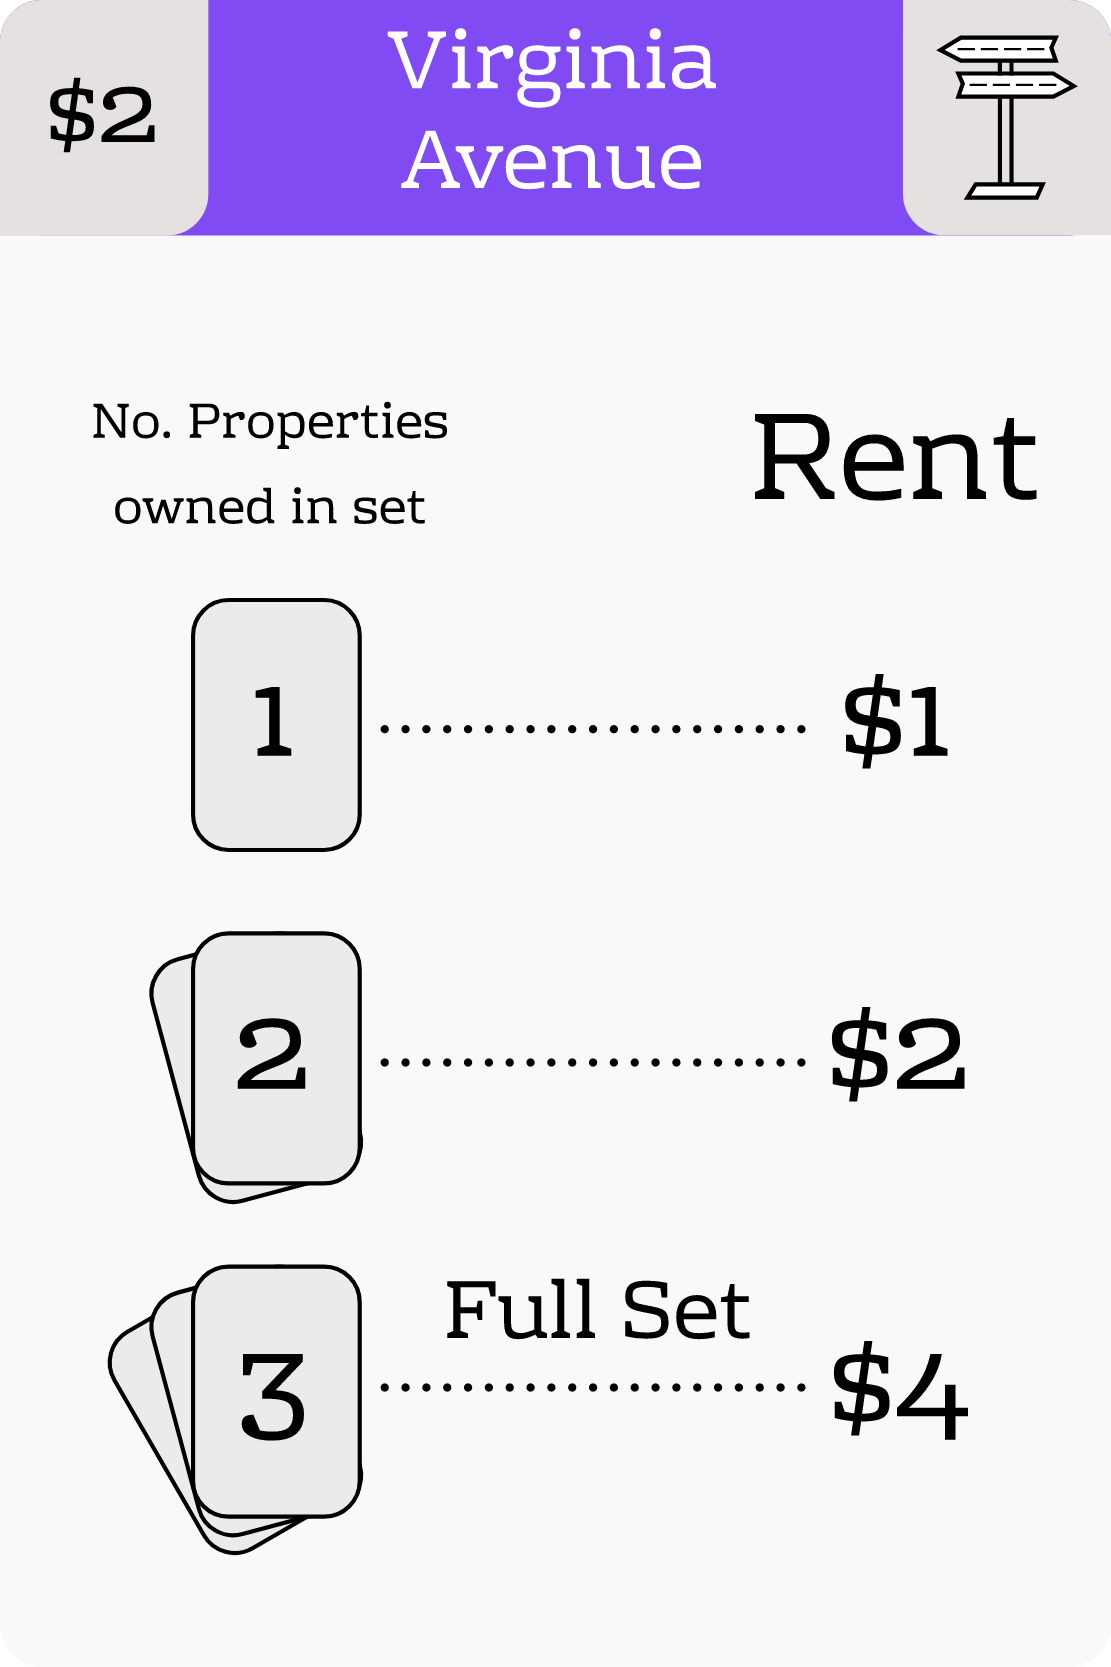 $2
Virginia
Avenue
No. Properties
owned in set
Rent
1
$1
2
$2
Full Set
3
$4